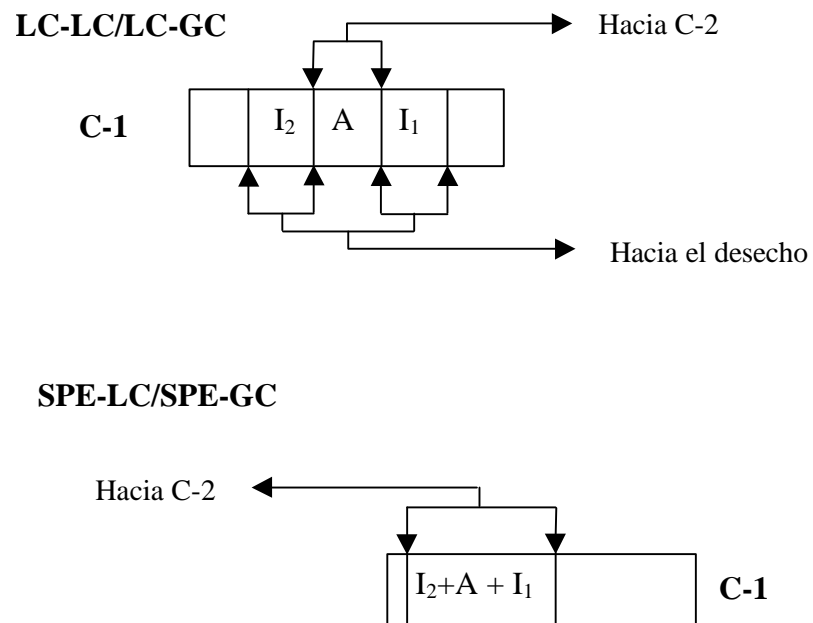 LC-LC/LC-GC
Hacia C-2
C-1
I₂ A I₁
Hacia el desecho
SPE-LC/SPE-GC
Hacia C-2
I₂+A + I₁
C-1